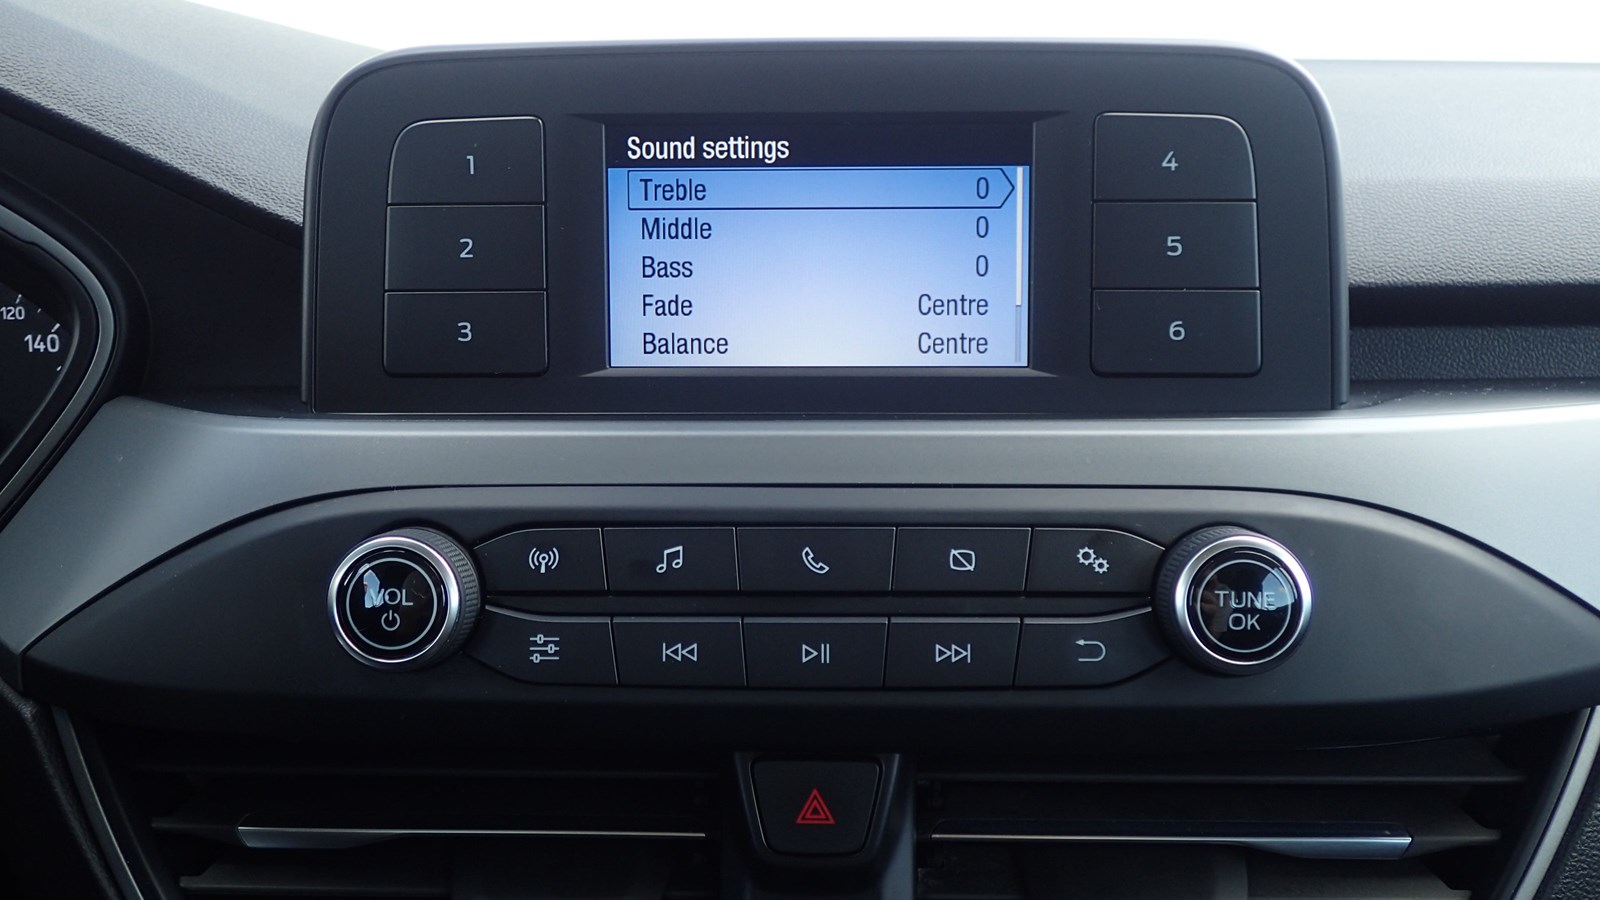 Sound settings
Treble 0
Middle 0
Bass 0
Fade Centre
Balance Centre
1
2
3
4
5
6
120
140
VOL
TUNE
OK